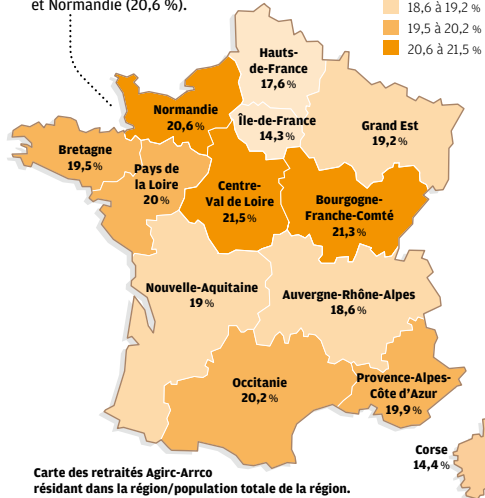 et Normandie (20,6 %).
18,6 à 19,2 %
19,5 à 20,2 %
20,6 à 21,5 %
Hauts-
de-France
17,6 %
Normandie
20,6 %
Île-de-France
14,3 %
Grand Est
19,2 %
Bretagne
19,5 %
Pays de
la Loire
20 %
Centre-
Val de Loire
21,5 %
Bourgogne-
Franche-Comté
21,3 %
Nouvelle-Aquitaine
19 %
Auvergne-Rhône-Alpes
18,6 %
Occitanie
20,2 %
Provence-Alpes-
Côte d'Azur
19,9 %
Corse
14,4 %
Carte des retraités Agirc-Arrco
résidant dans la région/population totale de la région.